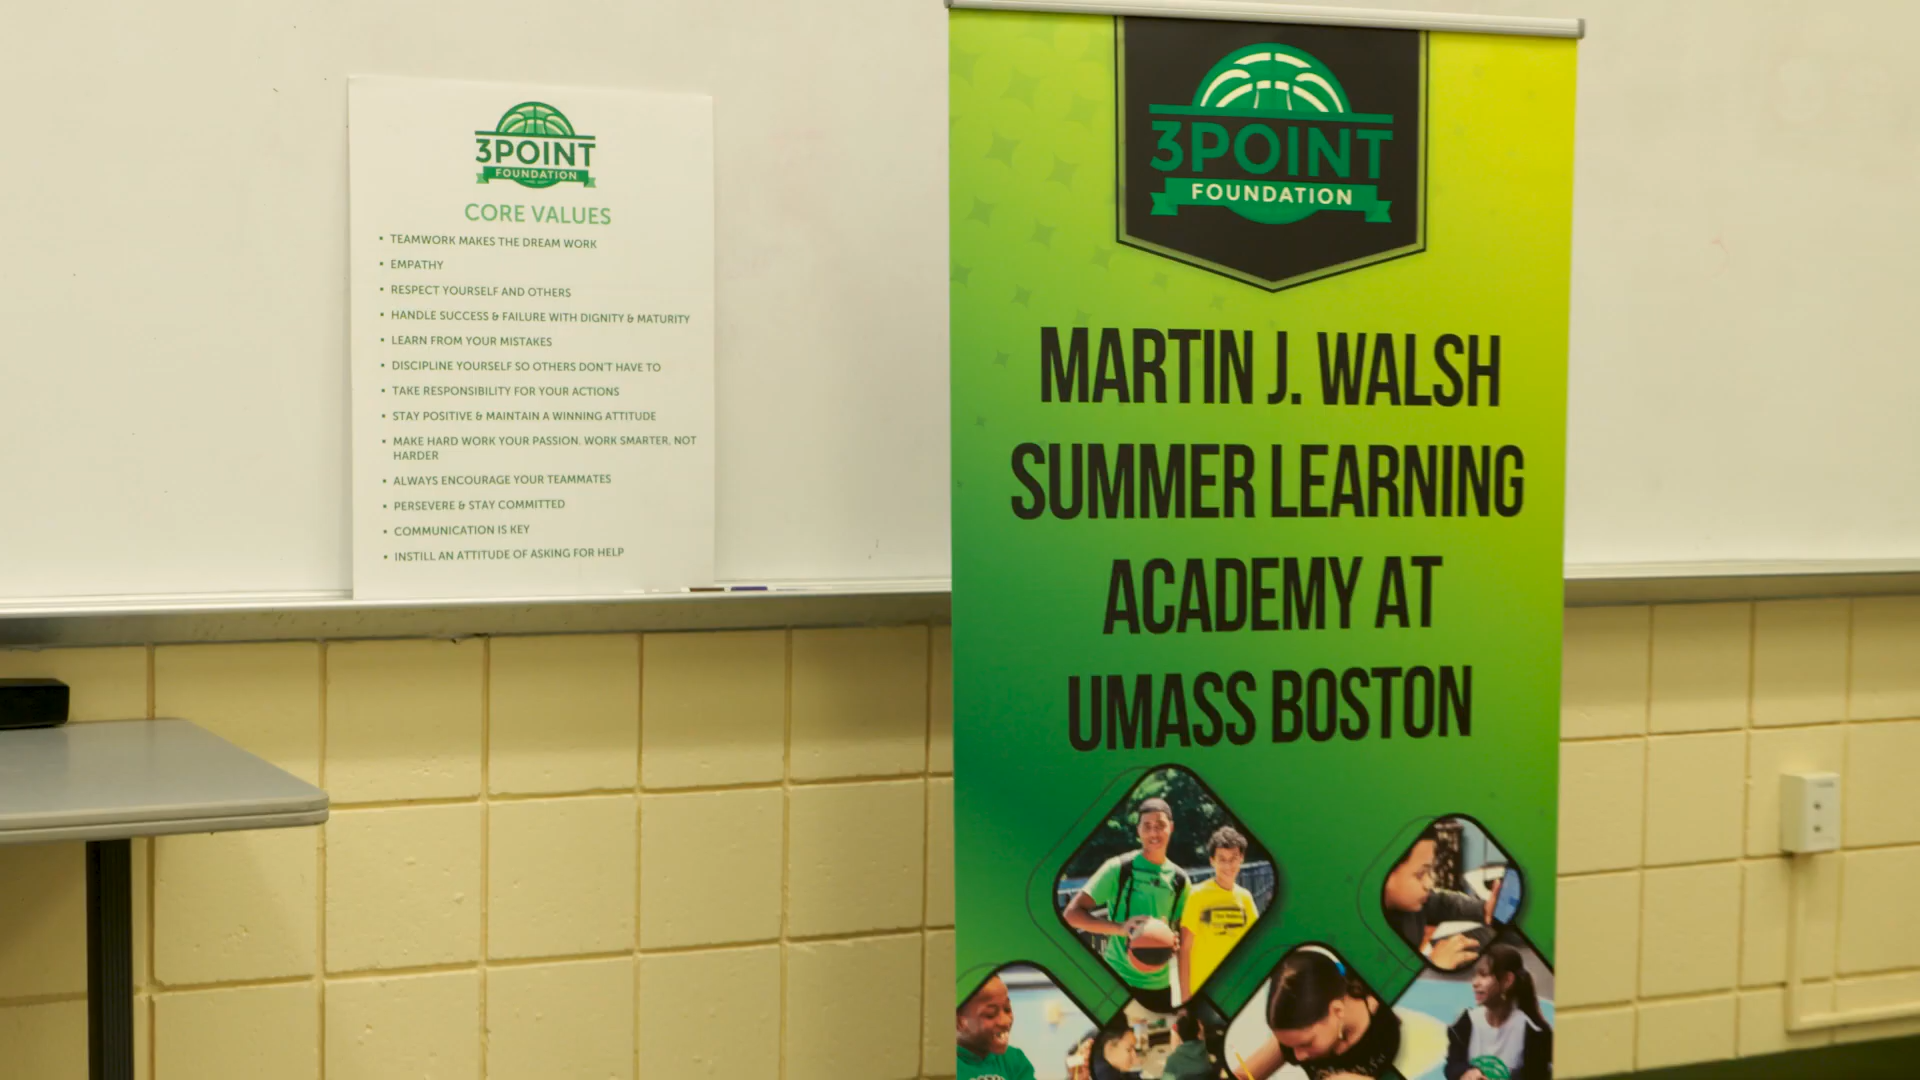 3POINT
FOUNDATION
CORE VALUES
• TEAMWORK MAKES THE DREAM WORK
• EMPATHY
• RESPECT YOURSELF AND OTHERS
• HANDLE SUCCESS & FAILURE WITH DIGNITY & MATURITY
• LEARN FROM YOUR MISTAKES
• DISCIPLINE YOURSELF SO OTHERS DON'T HAVE TO
• TAKE RESPONSIBILITY FOR YOUR ACTIONS
• STAY POSITIVE & MAINTAIN A WINNING ATTITUDE
• MAKE HARD WORK YOUR PASSION. WORK SMARTER, NOT
HARDER
• ALWAYS ENCOURAGE YOUR TEAMMATES
• PERSEVERE & STAY COMMITTED
• COMMUNICATION IS KEY
• INSTILL AN ATTITUDE OF ASKING FOR HELP
3POINT
FOUNDATION
MARTIN J. WALSH
SUMMER LEARNING
ACADEMY AT
UMASS BOSTON